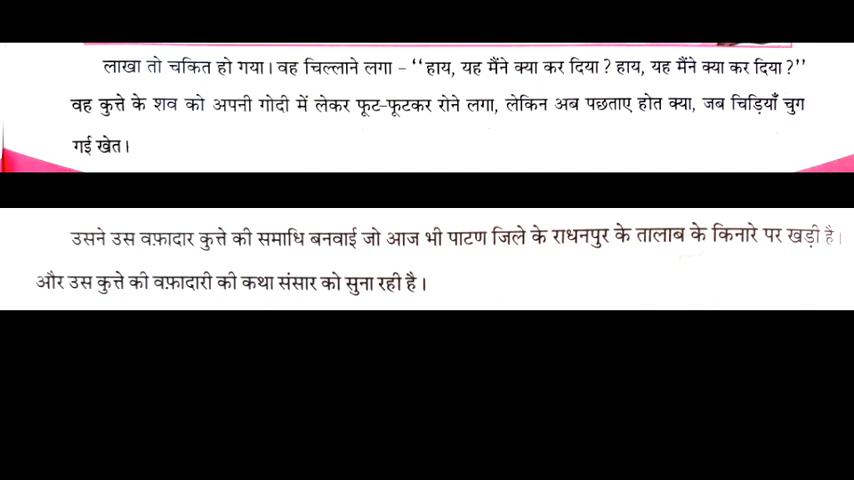 लाखा तो चकित हो गया। वह चिल्लाने लगा – ‘‘हाय, यह मैंने क्या कर दिया? हाय, यह मैंने क्या कर दिया?’’
वह कुत्ते के शव को अपनी गोदी में लेकर फूट-फूटकर रोने लगा, लेकिन अब पछताए होत क्या, जब चिड़ियाँ चुग
गई खेत।
उसने उस वफ़ादार कुत्ते की समाधि बनवाई जो आज भी पाटण जिले के राधनपुर के तालाब के किनारे पर खड़ी है।
और उस कुत्ते की वफ़ादारी की कथा संसार को सुना रही है।